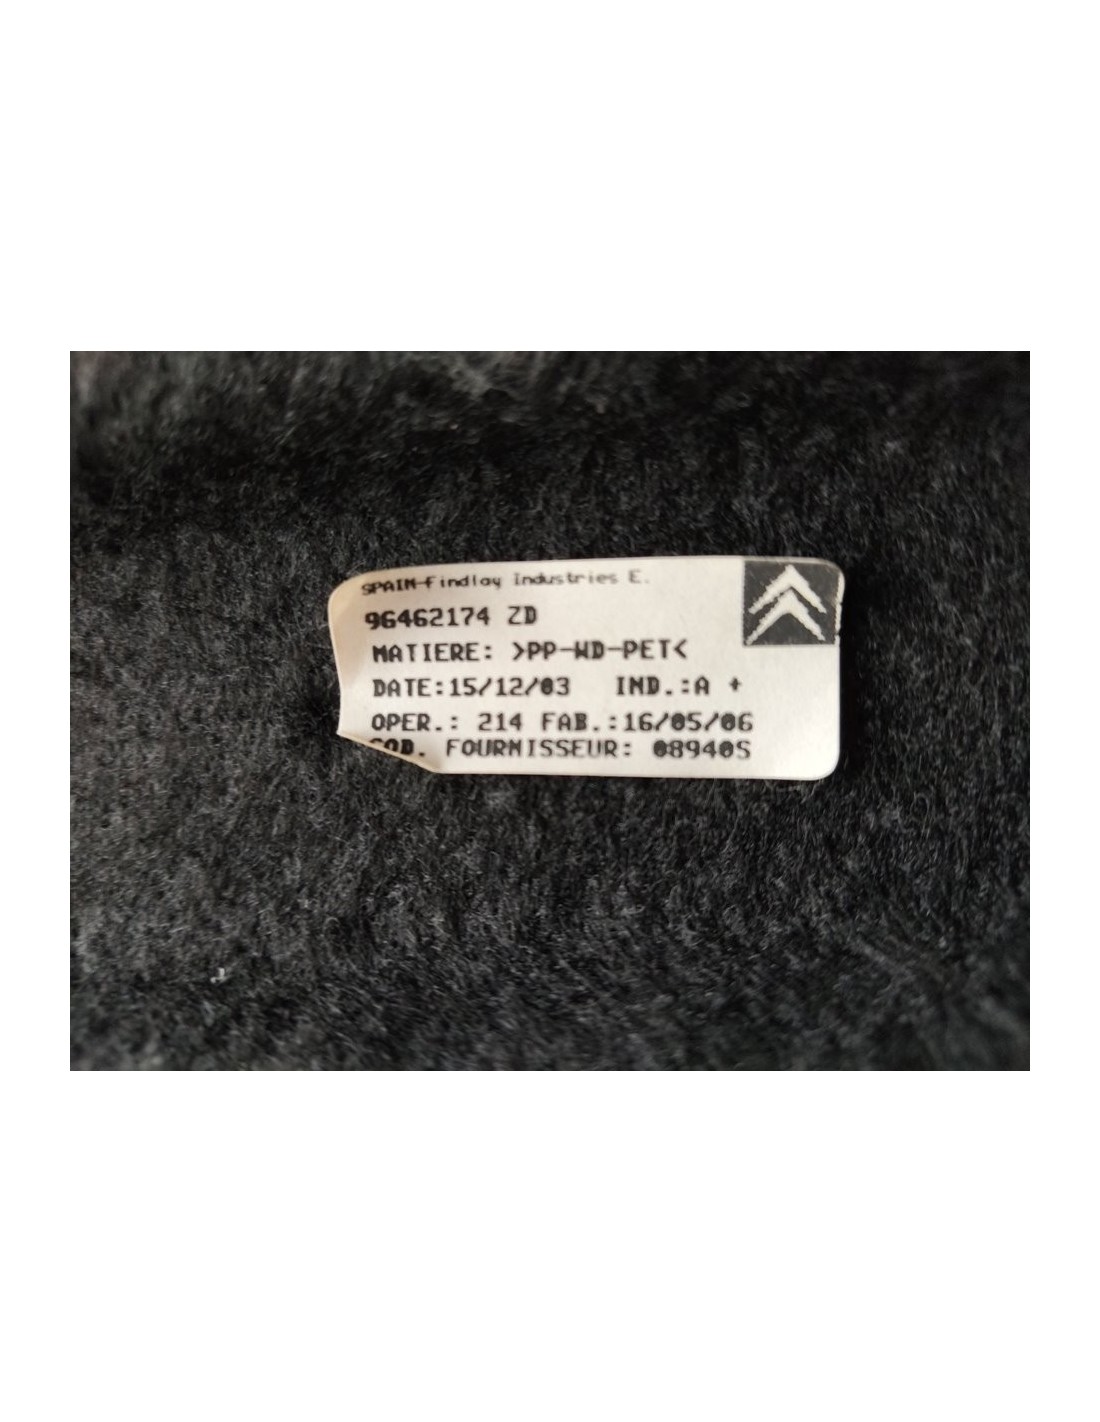 SPAIN-Findlay Industries E.
96462174 ZD
MATIERE: >PP-WD-PET<
DATE:15/12/03 IND.:A +
OPER.: 214 FAB.:16/05/06
COD. FOURNISSEUR: 08940S